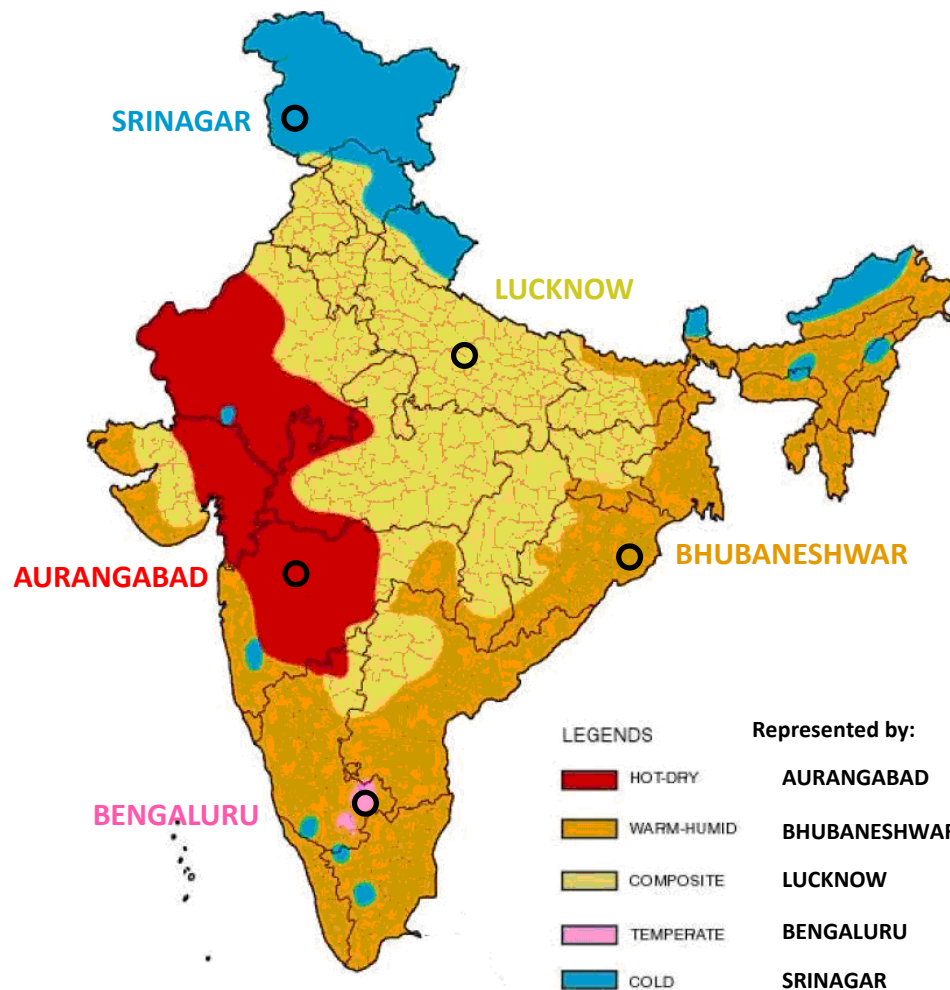 SRINAGAR
LUCKNOW
BHUBANESHWAR
AURANGABAD
BENGALURU
LEGENDS
Represented by:
HOT-DRY
AURANGABAD
WARM-HUMID
BHUBANESHWAR
COMPOSITE
LUCKNOW
TEMPERATE
BENGALURU
COLD
SRINAGAR